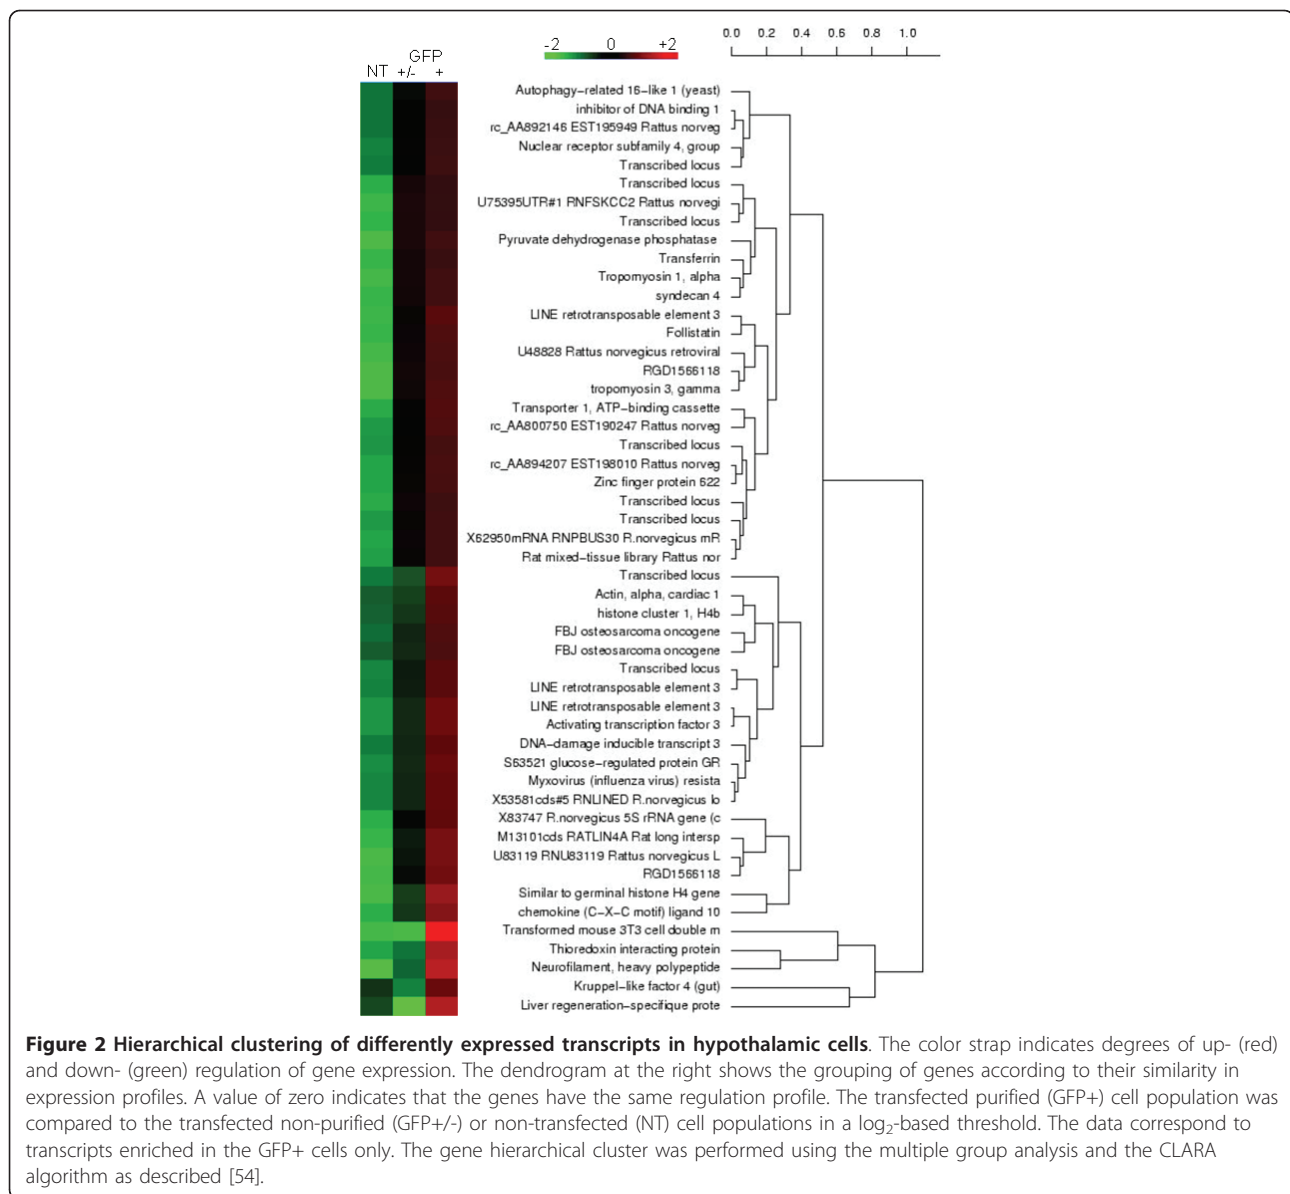 -2 0 +2
0.0 0.2 0.4 0.6 0.8 1.0
GFP
NT +/- +
Autophagy-related 16-like 1 (yeast)
inhibitor of DNA binding 1
rc_AA892146 EST195949 Rattus norveg
Nuclear receptor subfamily 4, group
Transcribed locus
Transcribed locus
U75395UTR#1 RNFSKCC2 Rattus norvegi
Transcribed locus
Pyruvate dehydrogenase phosphatase
Transferrin
Tropomyosin 1, alpha
syndecan 4
LINE retrotransposable element 3
Follistatin
U48828 Rattus norvegicus retroviral
RGD1566118
tropomyosin 3, gamma
Transporter 1, ATP-binding cassette
rc_AA800750 EST190247 Rattus norveg
Transcribed locus
rc_AA894207 EST198010 Rattus norveg
Zinc finger protein 622
Transcribed locus
Transcribed locus
X62950mRNA RNPBUS30 R.norvegicus mR
Rat mixed-tissue library Rattus nor
Transcribed locus
Actin, alpha, cardiac 1
histone cluster 1, H4b
FBJ osteosarcoma oncogene
FBJ osteosarcoma oncogene
Transcribed locus
LINE retrotransposable element 3
LINE retrotransposable element 3
Activating transcription factor 3
DNA-damage inducible transcript 3
S63521 glucose-regulated protein GR
Myxovirus (influenza virus) resista
X53581cds#5 RNLINED R.norvegicus lo
X83747 R.norvegicus 5S rRNA gene (c
M13101cds RATLIN4A Rat long intersp
U83119 RNU83119 Rattus norvegicus L
RGD1566118
Similar to germinal histone H4 gene
chemokine (C-X-C motif) ligand 10
Transformed mouse 3T3 cell double m
Thioredoxin interacting protein
Neurofilament, heavy polypeptide
Kruppel-like factor 4 (gut)
Liver regeneration-specifique prote
Figure 2 Hierarchical clustering of differently expressed transcripts in hypothalamic cells. The color strap indicates degrees of up- (red)
and down- (green) regulation of gene expression. The dendrogram at the right shows the grouping of genes according to their similarity in
expression profiles. A value of zero indicates that the genes have the same regulation profile. The transfected purified (GFP+) cell population was
compared to the transfected non-purified (GFP+/-) or non-transfected (NT) cell populations in a log2-based threshold. The data correspond to
transcripts enriched in the GFP+ cells only. The gene hierarchical cluster was performed using the multiple group analysis and the CLARA
algorithm as described [54].